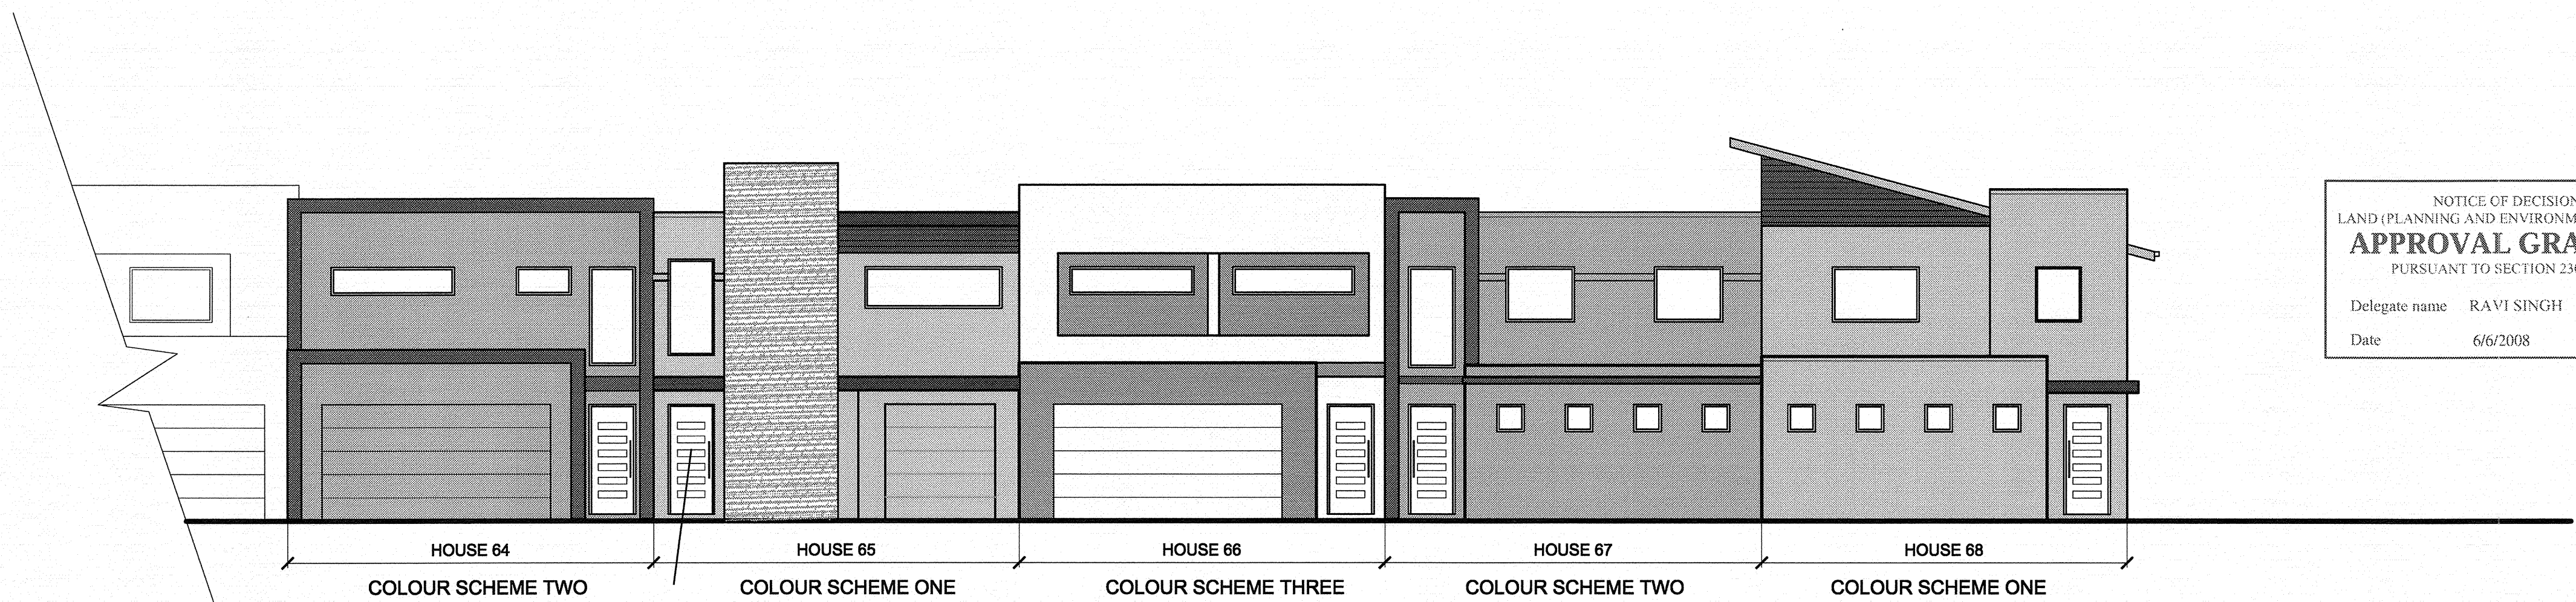 NOTICE OF DECISION
LAND (PLANNING AND
APPROVAL
PURSUANT TO SECTION
Delegate name RAVI SINGH
Date 6/6/2008
HOUSE 64 HOUSE 65 HOUSE 66 HOUSE 67 HOUSE 68
COLOUR SCHEME TWO COLOUR SCHEME ONE COLOUR SCHEME THREE COLOUR SCHEME TWO COLOUR SCHEME ONE